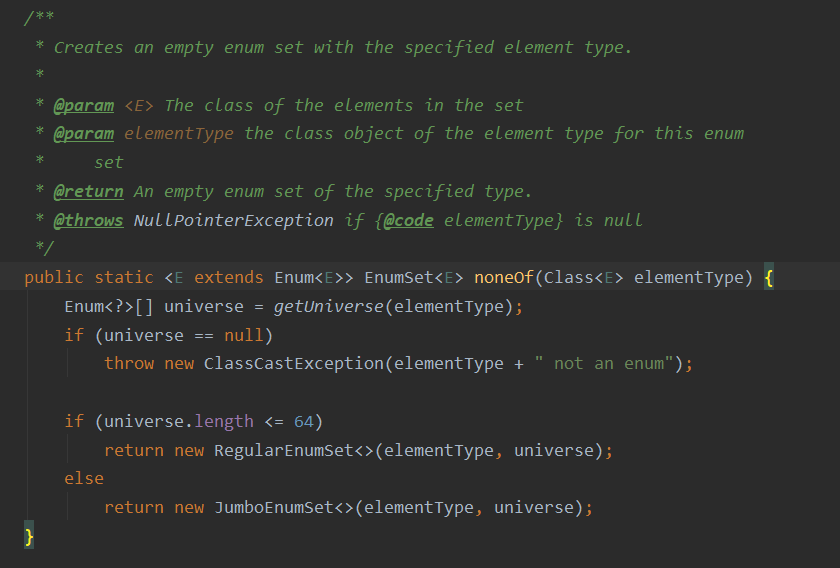 /**
 * Creates an empty enum set with the specified element type.
 *
 * @param <E> The class of the elements in the set
 * @param elementType the class object of the element type for this enum
 *     set
 * @return An empty enum set of the specified type.
 * @throws NullPointerException if {@code elementType} is null
 */
public static <E extends Enum<E>> EnumSet<E> noneOf(Class<E> elementType) {
    Enum<?>[] universe = getUniverse(elementType);
    if (universe == null)
        throw new ClassCastException(elementType + " not an enum");

    if (universe.length <= 64)
        return new RegularEnumSet<>(elementType, universe);
    else
        return new JumboEnumSet<>(elementType, universe);
}